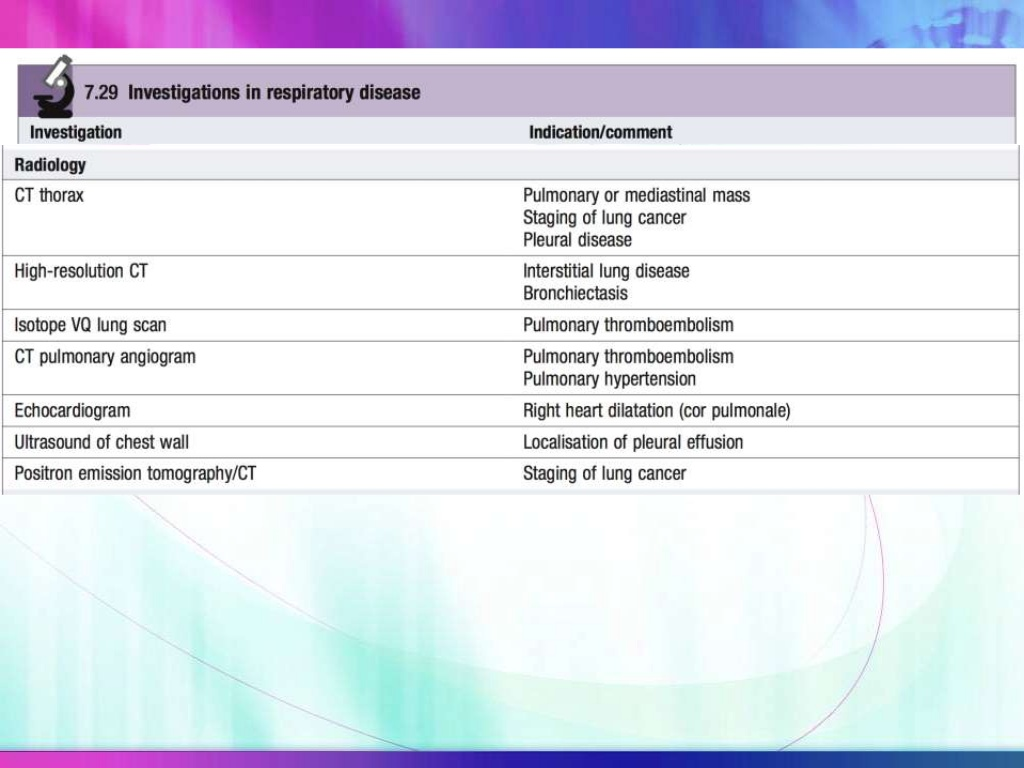 7.29 Investigations in respiratory disease
Investigation Indication/comment
Radiology
CT thorax Pulmonary or mediastinal mass
Staging of lung cancer
Pleural disease
High-resolution CT Interstitial lung disease
Bronchiectasis
Isotope VQ lung scan Pulmonary thromboembolism
CT pulmonary angiogram Pulmonary thromboembolism
Pulmonary hypertension
Echocardiogram Right heart dilatation (cor pulmonale)
Ultrasound of chest wall Localisation of pleural effusion
Positron emission tomography/CT Staging of lung cancer